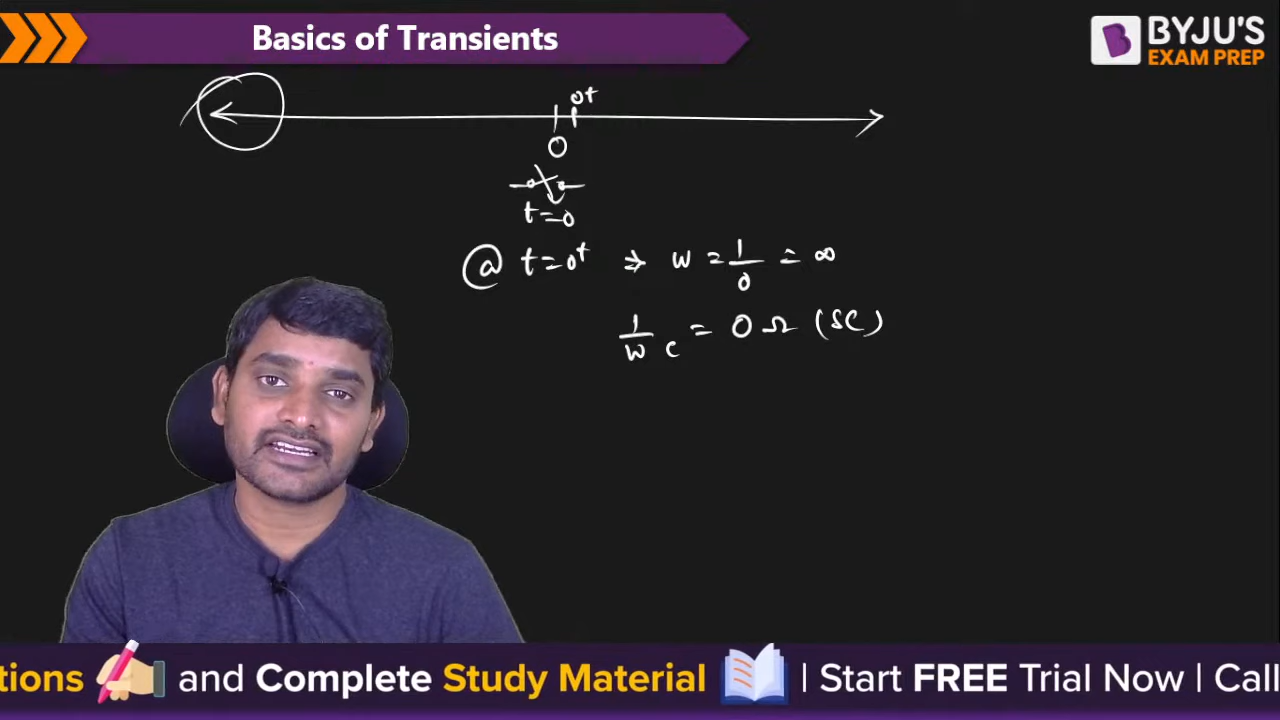 Basics of Transients
BYJU'S
EXAM PREP
0+
0
t=0
@ t=0+ ⇒ w = 1/0 = ∞
1/w c = 0 Ω (SC)
tions and Complete Study Material | Start FREE Trial Now | Call